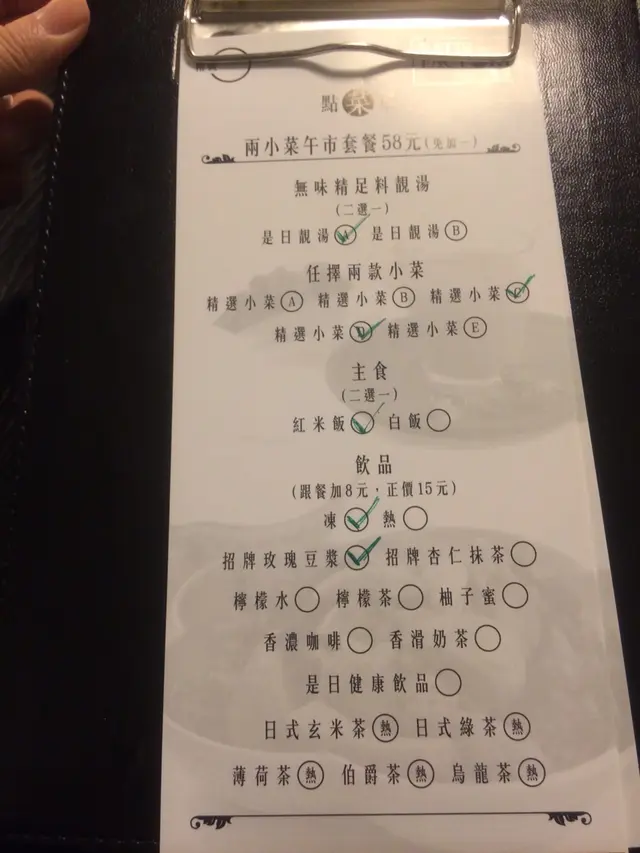 點菜
兩小菜午市套餐58元(免加一)
無味精足料靚湯
(二選一)
是日靚湯Ⓐ 是日靚湯Ⓑ
任擇兩款小菜
精選小菜Ⓐ 精選小菜Ⓑ 精選小菜Ⓒ
精選小菜Ⓓ 精選小菜Ⓔ
主食
(二選一)
紅米飯 白飯
飲品
(跟餐加8元，正價15元)
凍 熱
招牌玫瑰豆漿 招牌杏仁抹茶
檸檬水 檸檬茶 柚子蜜
香濃咖啡 香滑奶茶
是日健康飲品
日式玄米茶熱 日式綠茶熱
薄荷茶熱 伯爵茶熱 烏龍茶熱